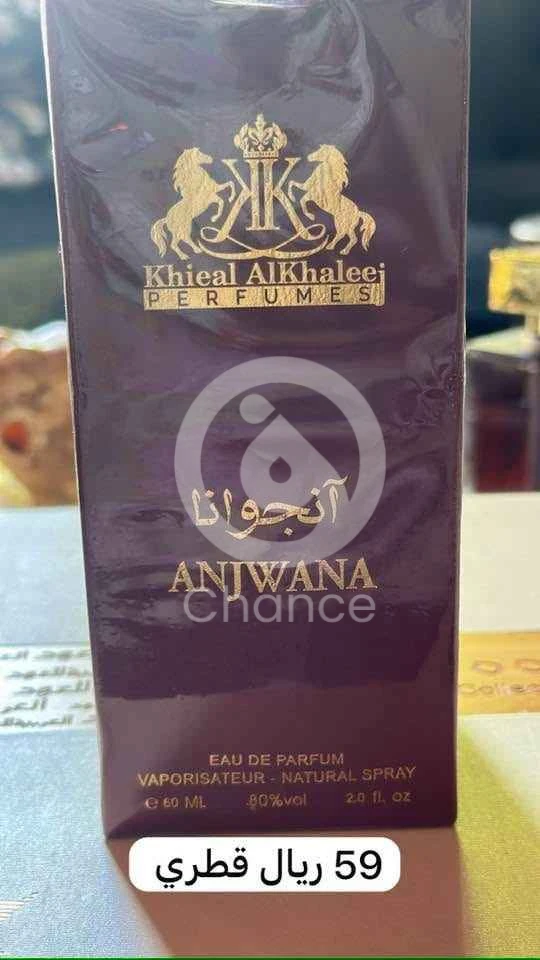 KK
Khieal AlKhaleej
PERFUMES
آنجوانا
ANJWANA
Chance
EAU DE PARFUM
VAPORISATEUR - NATURAL SPRAY
e 60 ML 80%vol 2.0 fl. oz
59 ريال قطري